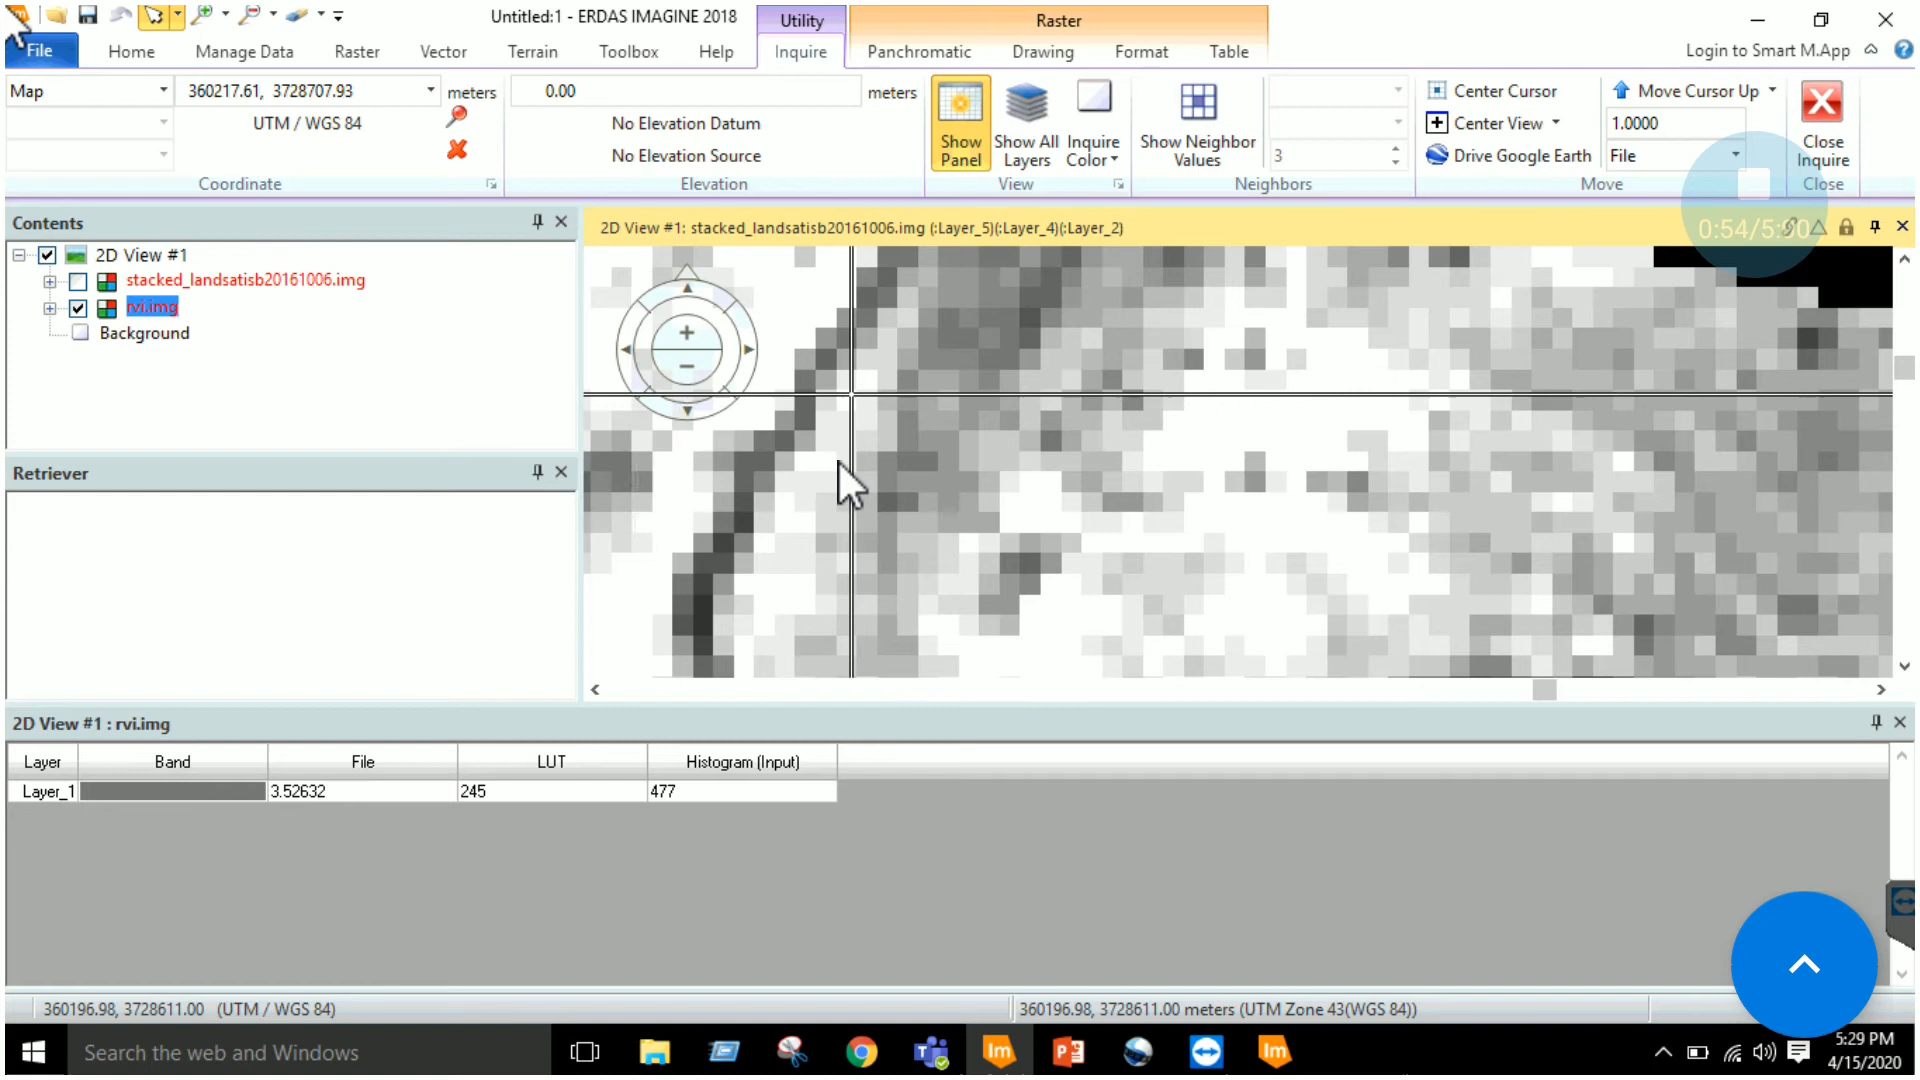 Untitled:1 - ERDAS IMAGINE 2018
Utility
Raster
File
Home
Manage Data
Raster
Vector
Terrain
Toolbox
Help
Inquire
Panchromatic
Drawing
Format
Table
Login to Smart M.App
Map
360217.61, 3728707.93
meters
UTM / WGS 84
Coordinate
0.00
meters
No Elevation Datum
No Elevation Source
Elevation
Show
Panel
Show All
Layers
Inquire
Color
View
Show Neighbor
Values
3
Neighbors
Center Cursor
Center View
Drive Google Earth
Move Cursor Up
1.0000
File
Move
Close
Inquire
Close
0:54/5:00
Contents
2D View #1
stacked_landsatisb20161006.img
rvi.img
Background
Retriever
2D View #1: stacked_landsatisb20161006.img (:Layer_5)(:Layer_4)(:Layer_2)
2D View #1 : rvi.img
Layer Band File LUT Histogram (Input)
Layer_1 3.52632 245 477
360196.98, 3728611.00 (UTM / WGS 84)
360196.98, 3728611.00 meters (UTM Zone 43(WGS 84))
Search the web and Windows
5:29 PM
4/15/2020